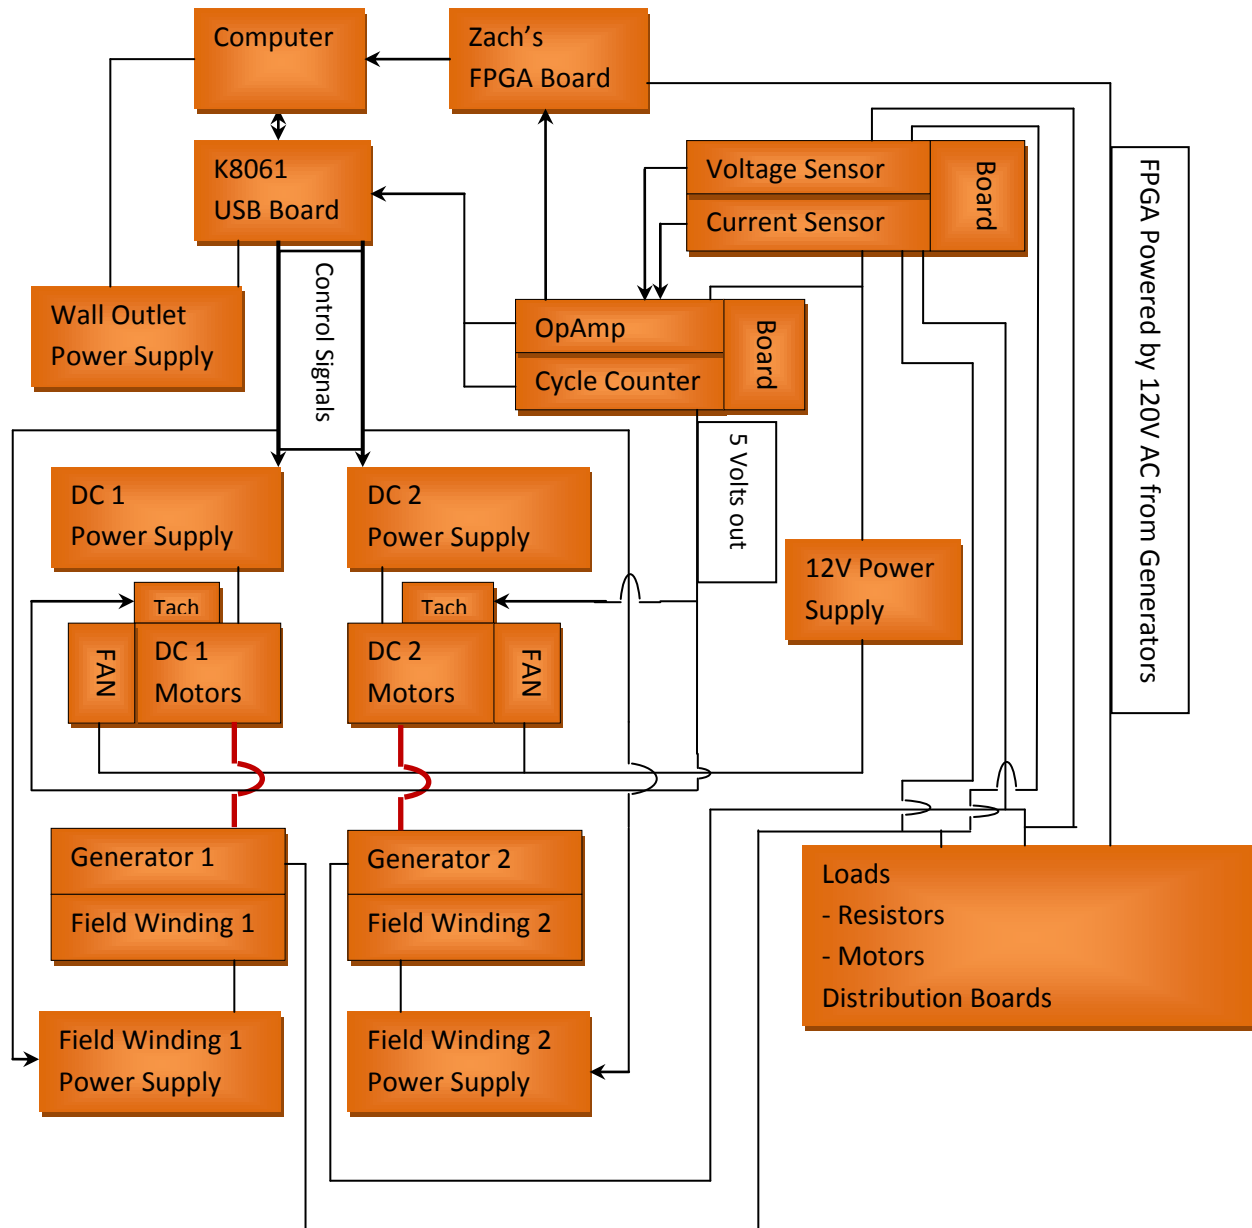 Computer
Zach's
FPGA Board
K8061
USB Board
Voltage Sensor
Current Sensor
Board
FPGA Powered by 120V AC from Generators
Control Signals
Wall Outlet
Power Supply
OpAmp
Cycle Counter
Board
5 Volts out
DC 1
Power Supply
DC 2
Power Supply
12V Power
Supply
Tach
Tach
FAN
DC 1
Motors
DC 2
Motors
FAN
Generator 1
Field Winding 1
Generator 2
Field Winding 2
Loads
- Resistors
- Motors
Distribution Boards
Field Winding 1
Power Supply
Field Winding 2
Power Supply